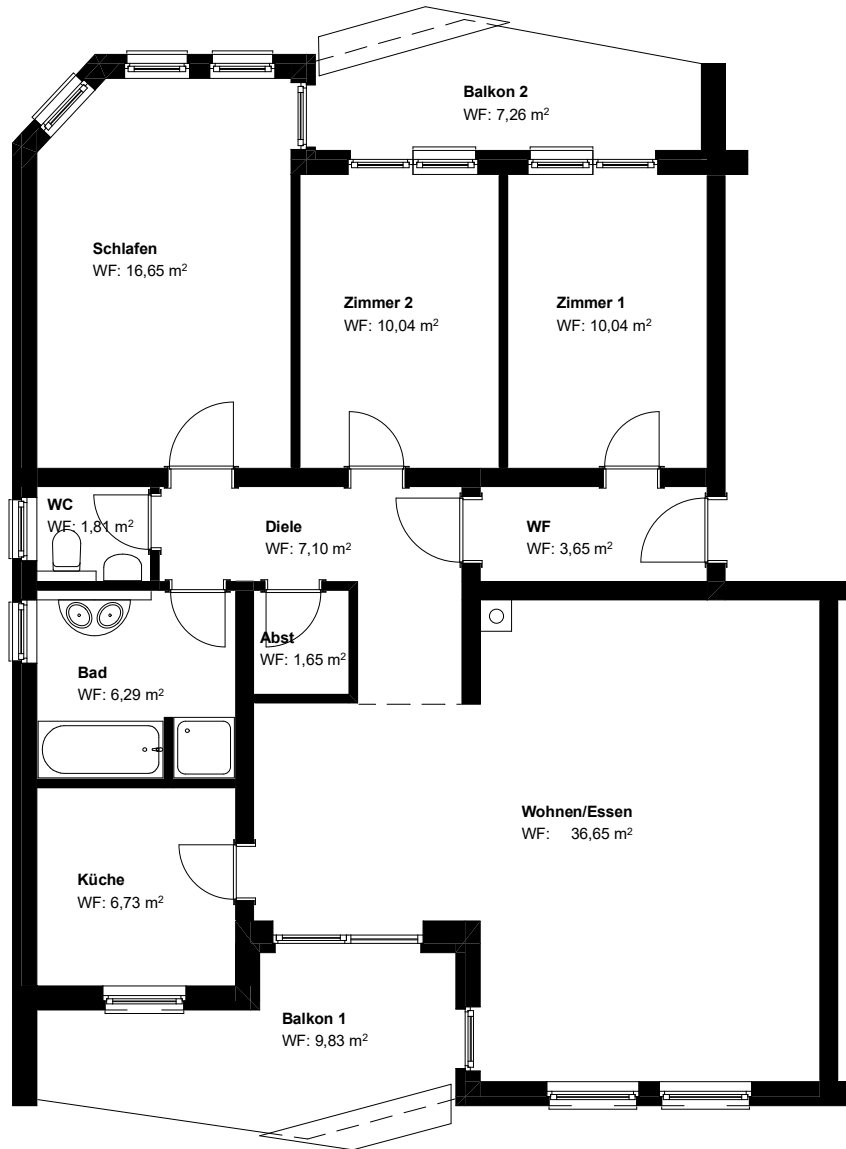 Balkon 2
WF: 7,26 m²
Schlafen
WF: 16,65 m²
Zimmer 2
WF: 10,04 m²
Zimmer 1
WF: 10,04 m²
WC
WF: 1,81 m²
Diele
WF: 7,10 m²
WF
WF: 3,65 m²
Abst
WF: 1,65 m²
Bad
WF: 6,29 m²
Wohnen/Essen
WF: 36,65 m²
Küche
WF: 6,73 m²
Balkon 1
WF: 9,83 m²